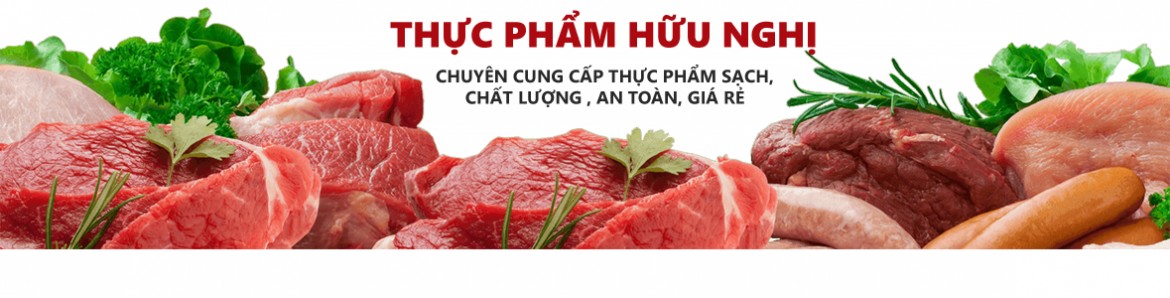 THỰC PHẨM HỮU NGHỊ
CHUYÊN CUNG CẤP THỰC PHẨM SẠCH,
CHẤT LƯỢNG , AN TOÀN, GIÁ RẺ